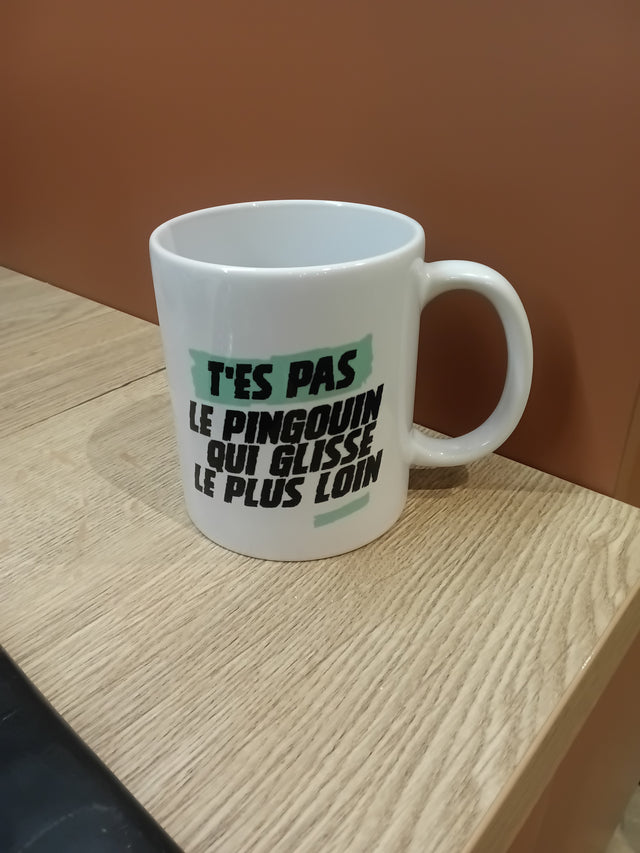 T'ES PAS
LE PINGOUIN
QUI GLISSE
LE PLUS LOIN